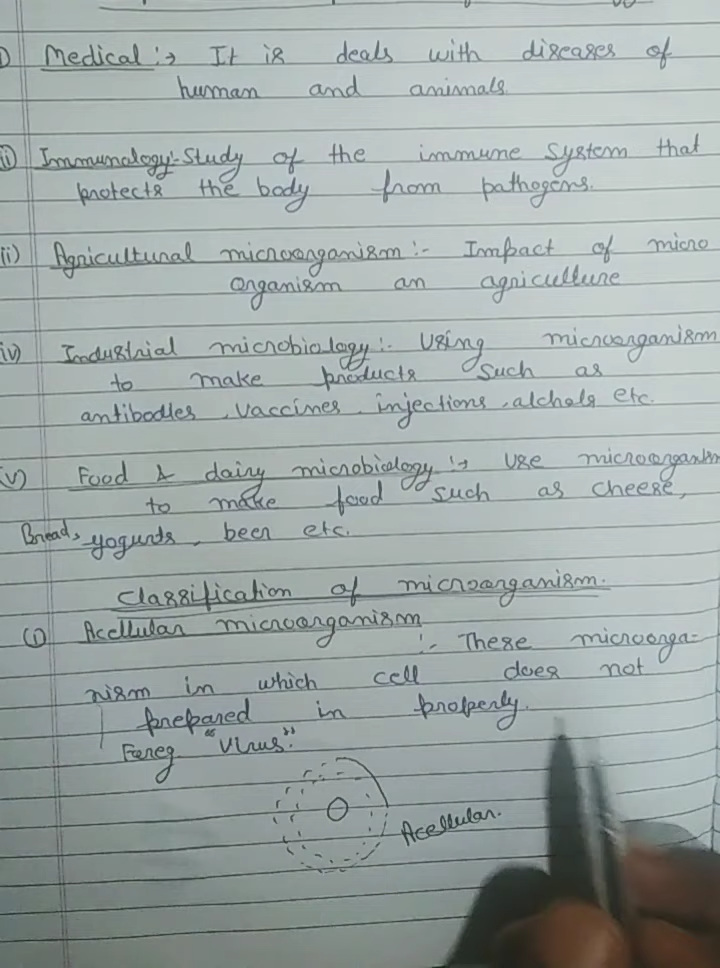 i) Medical :→ It is deals with diseases of
human and animals.
ii) Immunology:- Study of the immune system that
protects the body from pathogens.
(ii) Agricultural microorganism :- Impact of micro
organism an agriculture
iv) Industrial microbiology :- Using microorganism
to make products such as
antibodies, vaccines, injections, alchols etc.
(v) Food & dairy microbiology :→ use microorganism
to make food such as cheese,
Bread, yogurts, beer etc.
Classification of microorganism.
(i) Acellular microorganism
:- These microorga-
nism in which cell does not
prepared in properly.
"Virus".
Acellular.